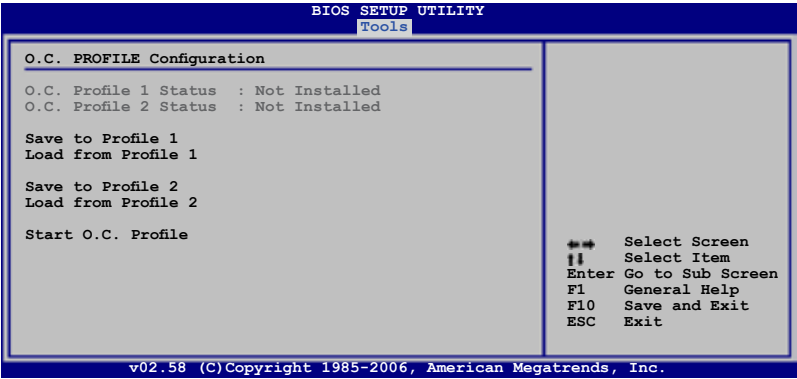 BIOS SETUP UTILITY
Tools
O.C. PROFILE Configuration
O.C. Profile 1 Status : Not Installed
O.C. Profile 2 Status : Not Installed
Save to Profile 1
Load from Profile 1
Save to Profile 2
Load from Profile 2
Start O.C. Profile
←→ Select Screen
↑↓ Select Item
Enter Go to Sub Screen
F1 General Help
F10 Save and Exit
ESC Exit
v02.58 (C)Copyright 1985-2006, American Megatrends, Inc.